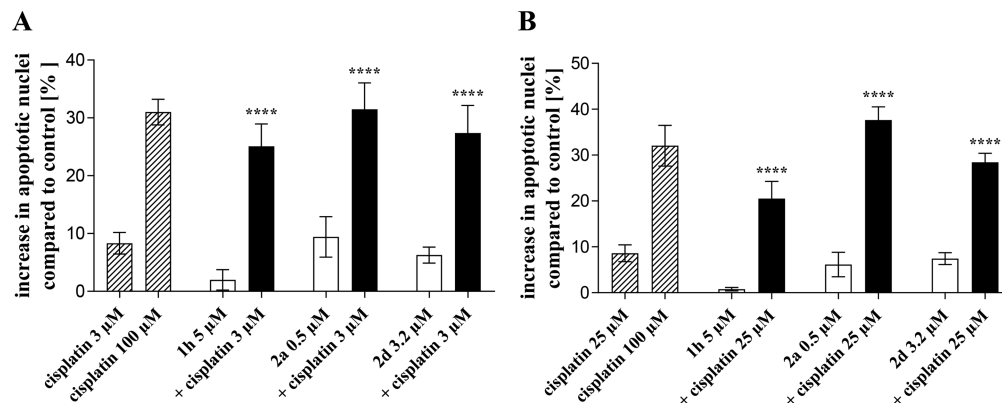 A
increase in apoptotic nuclei
compared to control [%]
40
30
20
10
0
****
****
****
cisplatin 3 µM
cisplatin 100 µM
1h 5 µM
+ cisplatin 3 µM
2a 0.5 µM
+ cisplatin 3 µM
2d 3.2 µM
+ cisplatin 3 µM
B
increase in apoptotic nuclei
compared to control [%]
50
40
30
20
10
0
****
****
****
cisplatin 25 µM
cisplatin 100 µM
1h 5 µM
+ cisplatin 25 µM
2a 0.5 µM
+ cisplatin 25 µM
2d 3.2 µM
+ cisplatin 25 µM